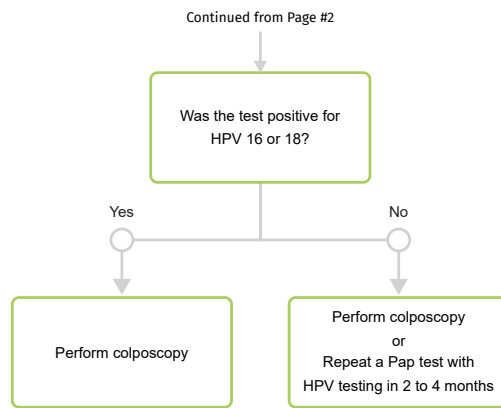 Continued from Page #2
Was the test positive for
HPV 16 or 18?
Yes
No
Perform colposcopy
Perform colposcopy
or
Repeat a Pap test with
HPV testing in 2 to 4 months